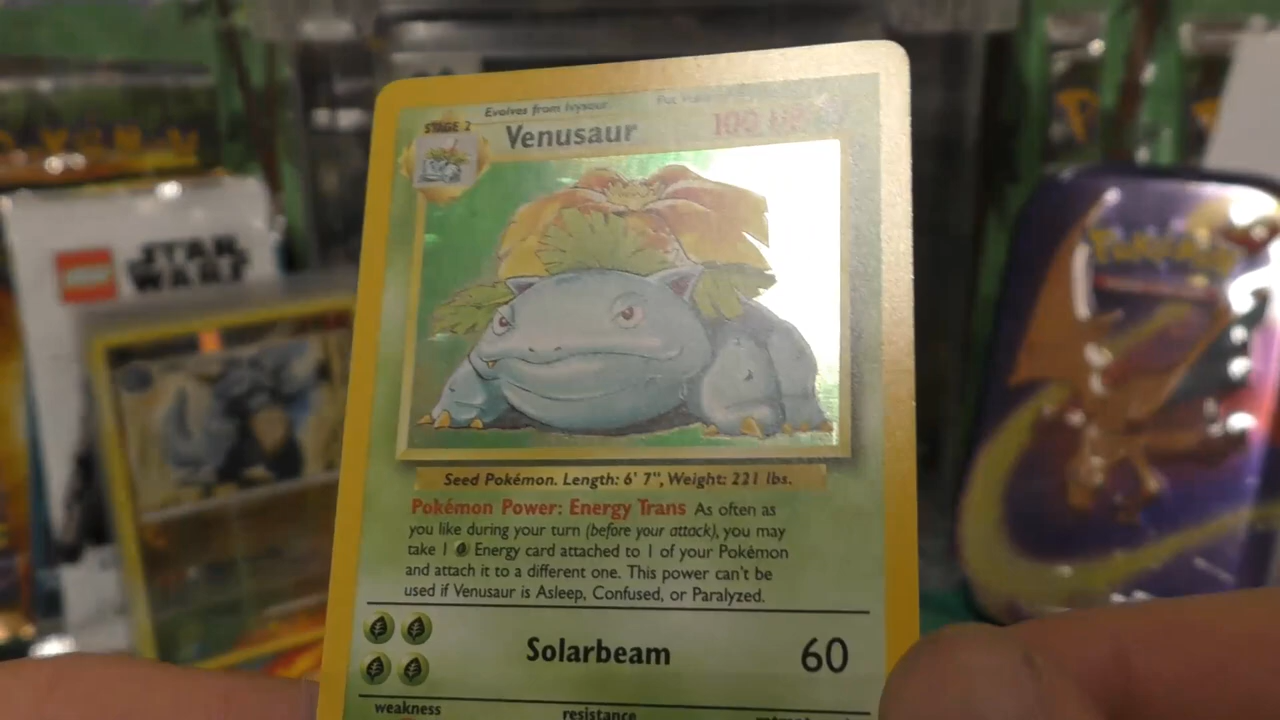 Evolves from Ivysaur
STAGE 2
Venusaur
100 HP
LEGO
STAR WARS
POKéMON
Seed Pokémon. Length: 6' 7", Weight: 221 lbs.
Pokémon Power: Energy Trans As often as
you like during your turn (before your attack), you may
take 1 Energy card attached to 1 of your Pokémon
and attach it to a different one. This power can't be
used if Venusaur is Asleep, Confused, or Paralyzed.
Solarbeam 60
weakness resistance